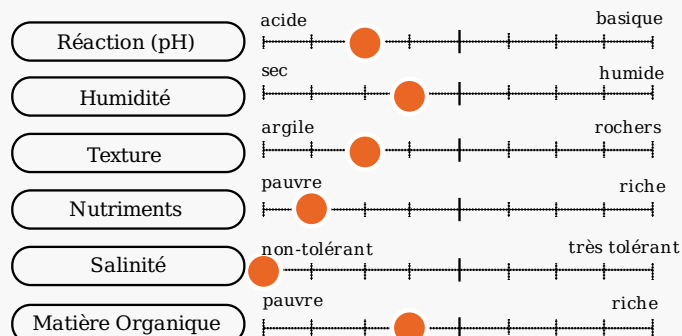 acide basique
Réaction (pH)
sec humide
Humidité
argile rochers
Texture
pauvre riche
Nutriments
non-tolérant très tolérant
Salinité
pauvre riche
Matière Organique